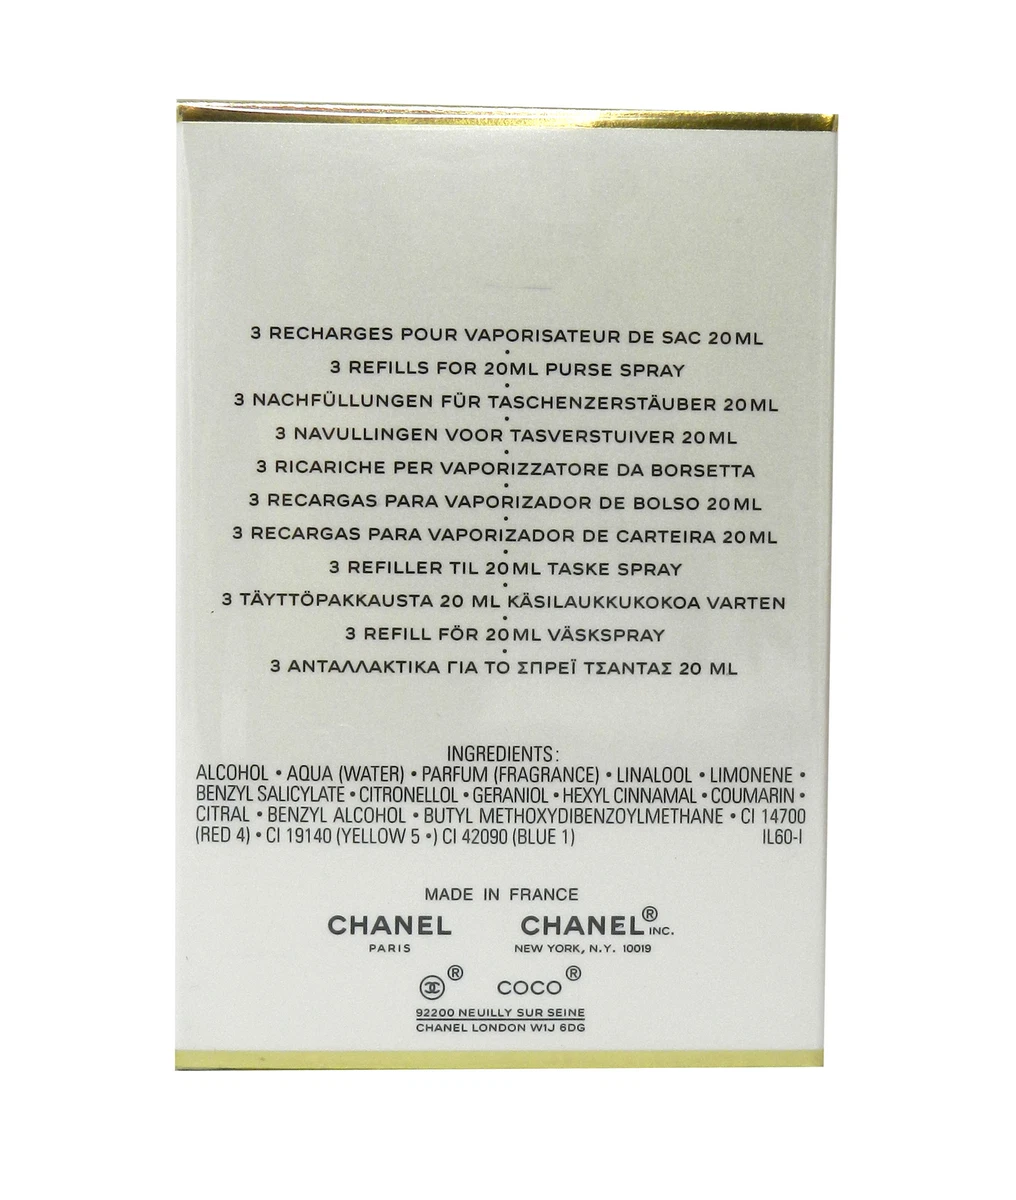 3 RECHARGES POUR VAPORISATEUR DE SAC 20ML
•
3 REFILLS FOR 20ML PURSE SPRAY
•
3 NACHFÜLLUNGEN FÜR TASCHENZERSTÄUBER 20ML
•
3 NAVULLINGEN VOOR TASVERSTUIVER 20ML
•
3 RICARICHE PER VAPORIZZATORE DA BORSETTA
•
3 RECARGAS PARA VAPORIZADOR DE BOLSO 20ML
•
3 RECARGAS PARA VAPORIZADOR DE CARTEIRA 20ML
•
3 REFILLER TIL 20ML TASKE SPRAY
•
3 TÄYTTÖPAKKAUSTA 20 ML KÄSILAUKKUKOKOA VARTEN
•
3 REFILL FÖR 20ML VÄSKSPRAY
•
3 ΑΝΤΑΛΛΑΚΤΙΚΑ ΓΙΑ ΤΟ ΣΠΡΕΪ ΤΣΑΝΤΑΣ 20 ML
INGREDIENTS:
ALCOHOL • AQUA (WATER) • PARFUM (FRAGRANCE) • LINALOOL • LIMONENE •
BENZYL SALICYLATE • CITRONELLOL • GERANIOL • HEXYL CINNAMAL • COUMARIN •
CITRAL • BENZYL ALCOHOL • BUTYL METHOXYDIBENZOYLMETHANE • CI 14700
(RED 4) • CI 19140 (YELLOW 5 •) CI 42090 (BLUE 1) IL60-I
MADE IN FRANCE
CHANEL CHANEL® INC.
PARIS NEW YORK, N.Y. 10019
® COCO®
92200 NEUILLY SUR SEINE
CHANEL LONDON W1J 6DG